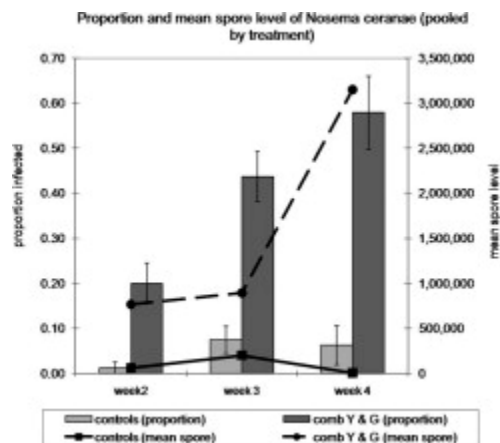 Proportion and mean spore level of Nosema ceranae (pooled
by treatment)
0.70
0.60
0.50
0.40
0.30
0.20
0.10
0.00
proportion infected
3,500,000
3,000,000
2,500,000
2,000,000
1,500,000
1,000,000
500,000
0
mean spore level
week2 week 3 week 4
controls (proportion) comb Y & G (proportion)
controls (mean spore) comb Y & G (mean spore)